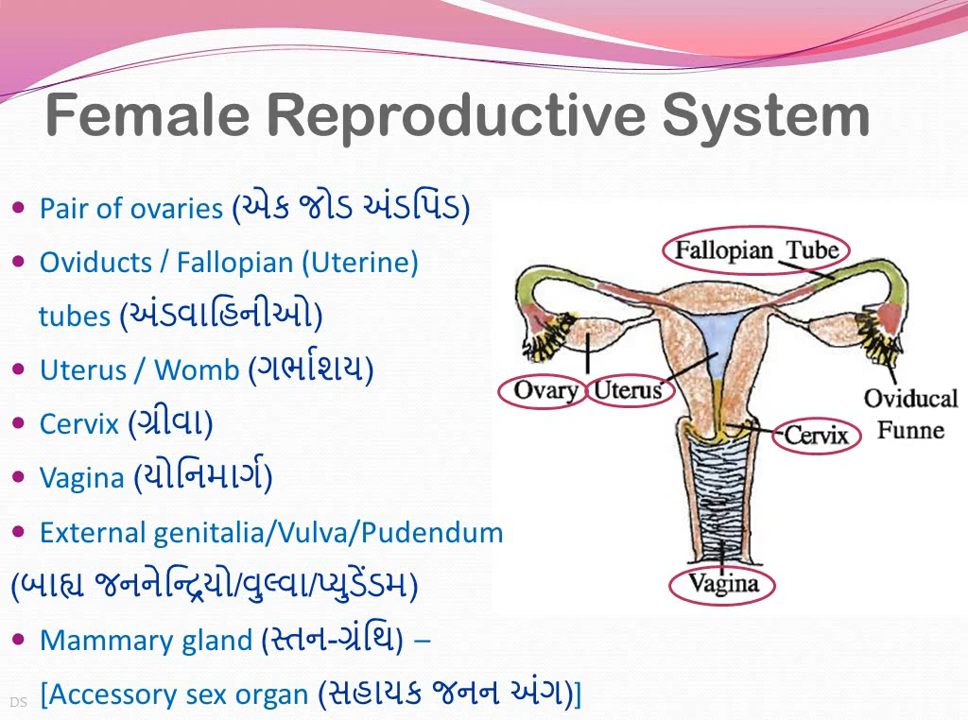 Female Reproductive System
• Pair of ovaries (એક જોડ અંડપિંડ)
• Oviducts / Fallopian (Uterine)
tubes (અંડવાહિનીઓ)
• Uterus / Womb (ગર્ભાશય)
• Cervix (ગ્રીવા)
• Vagina (યોનિમાર્ગ)
• External genitalia/Vulva/Pudendum
(બાહ્ય જનનેન્દ્રિયો/વુલ્વા/પ્યુડેંડમ)
• Mammary gland (સ્તન-ગ્રંથિ) –
[Accessory sex organ (સહાયક જનન અંગ)]
Fallopian Tube
Ovary
Uterus
Oviducal
Funne
Cervix
Vagina
DS